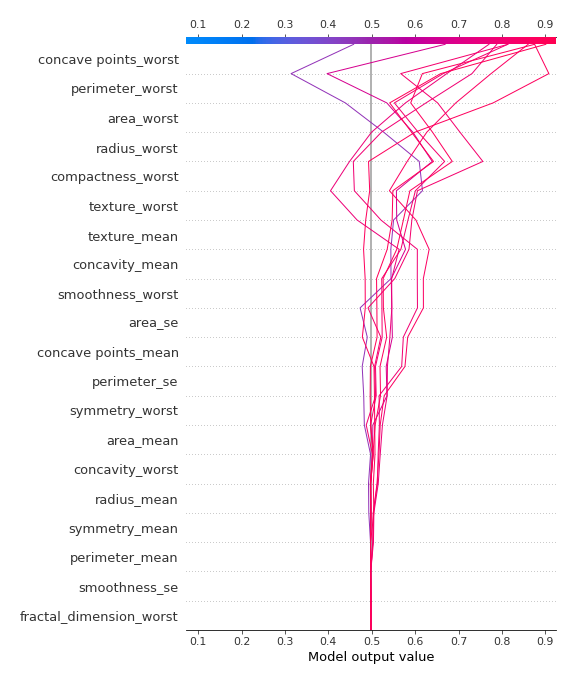 0.1 0.2 0.3 0.4 0.5 0.6 0.7 0.8 0.9
concave points_worst
perimeter_worst
area_worst
radius_worst
compactness_worst
texture_worst
texture_mean
concavity_mean
smoothness_worst
area_se
concave points_mean
perimeter_se
symmetry_worst
area_mean
concavity_worst
radius_mean
symmetry_mean
perimeter_mean
smoothness_se
fractal_dimension_worst
0.1 0.2 0.3 0.4 0.5 0.6 0.7 0.8 0.9
Model output value